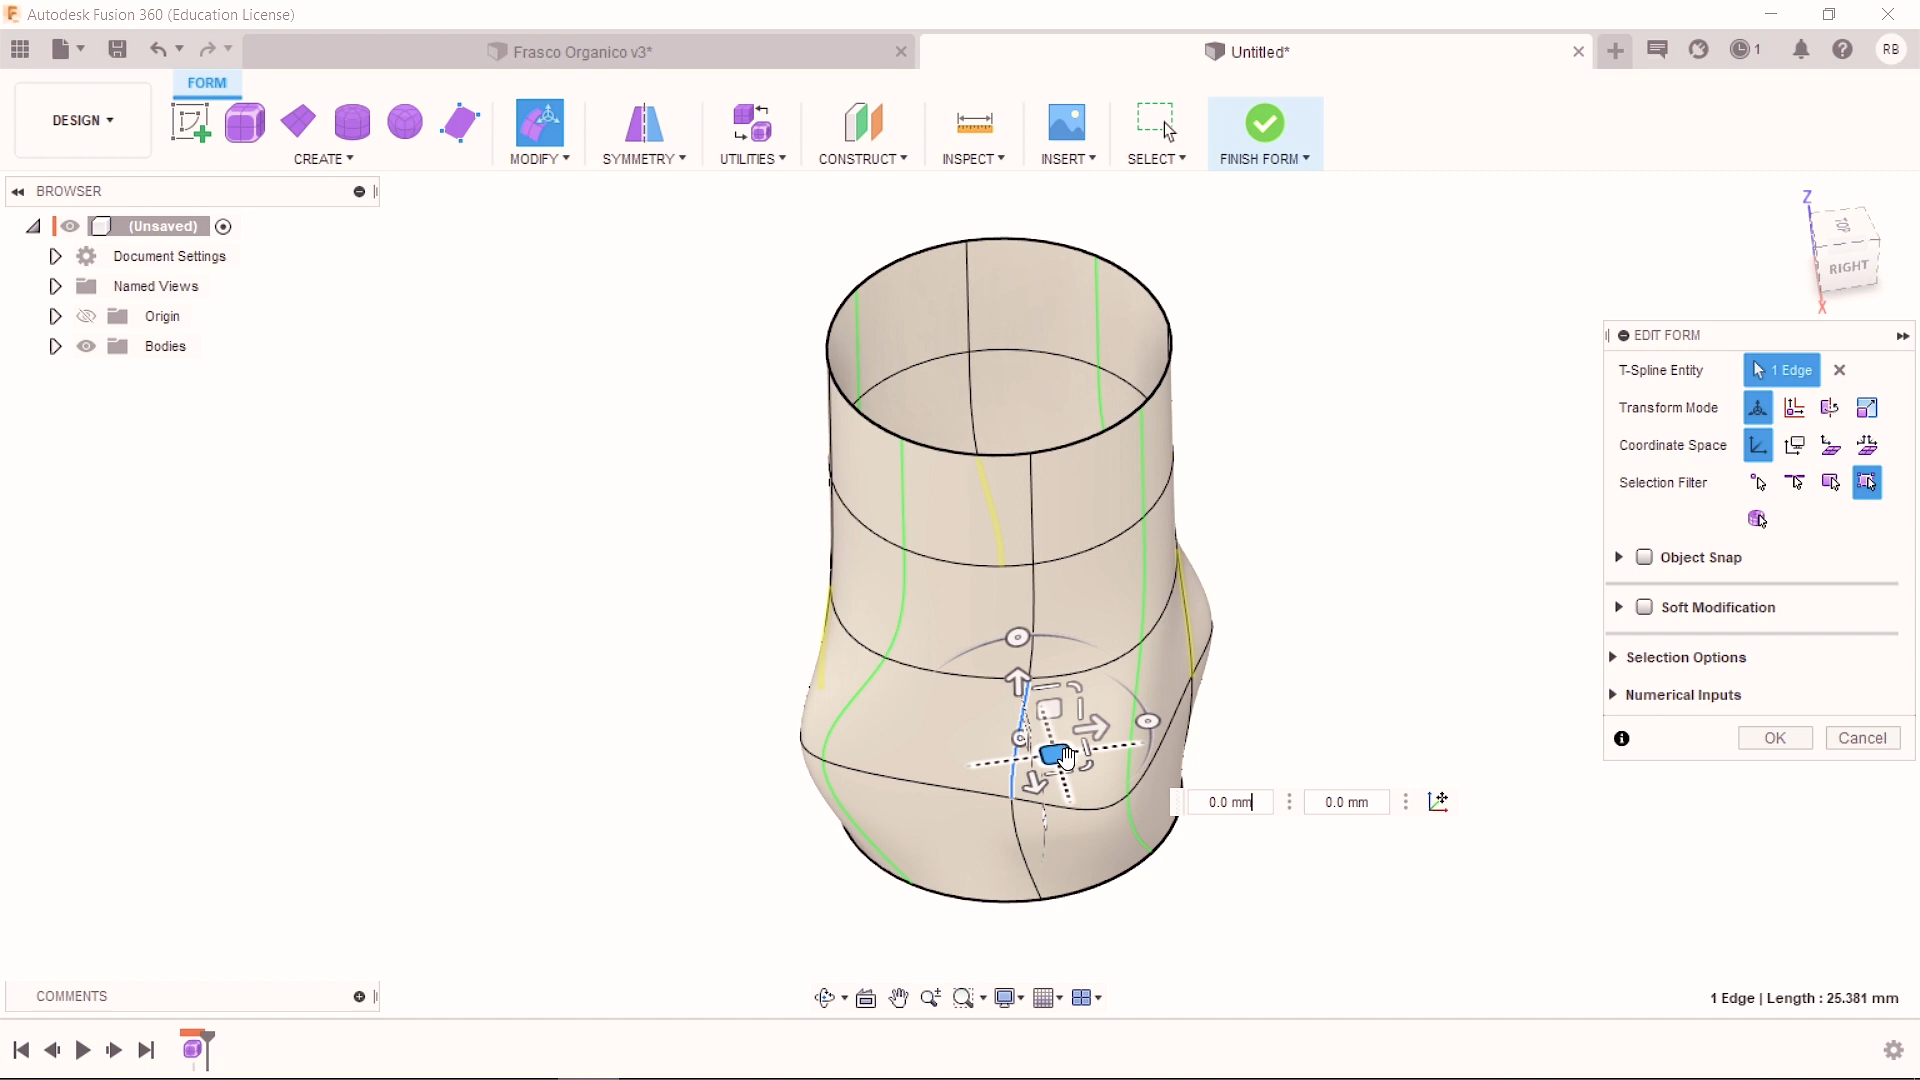 Autodesk Fusion 360 (Education License)
Frasco Organico v3*
Untitled*
1
RB
FORM
DESIGN
CREATE
MODIFY
SYMMETRY
UTILITIES
CONSTRUCT
INSPECT
INSERT
SELECT
FINISH FORM
BROWSER
(Unsaved)
Document Settings
Named Views
Origin
Bodies
Z
TOP
RIGHT
X
EDIT FORM
T-Spline Entity
1 Edge
Transform Mode
Coordinate Space
Selection Filter
Object Snap
Soft Modification
Selection Options
Numerical Inputs
OK
Cancel
0.0 mm
0.0 mm
COMMENTS
1 Edge | Length : 25.381 mm